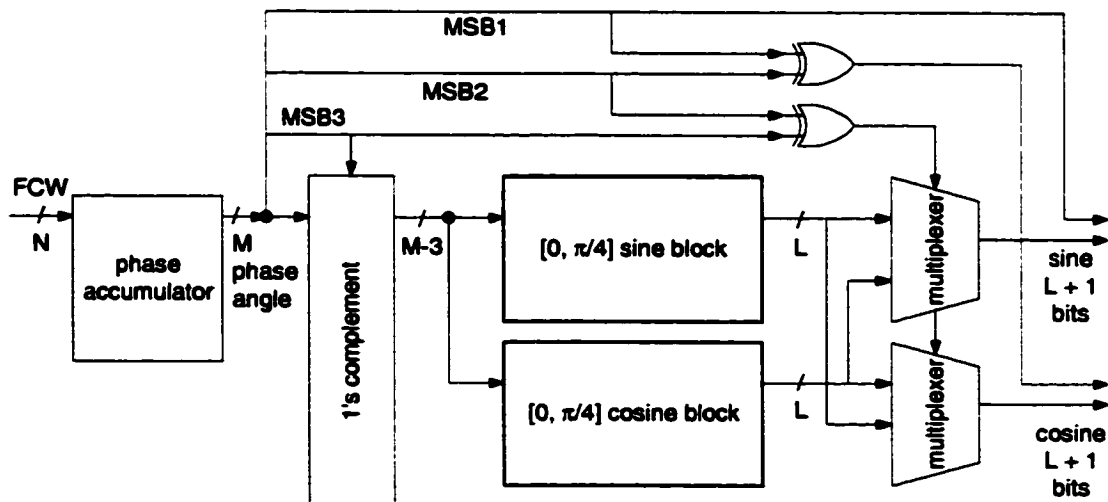 MSB1
MSB2
MSB3
FCW
N
phase
accumulator
M
phase
angle
1's complement
M-3
[0, π/4] sine block
L
multiplexer
sine
L + 1
bits
[0, π/4] cosine block
L
multiplexer
cosine
L + 1
bits